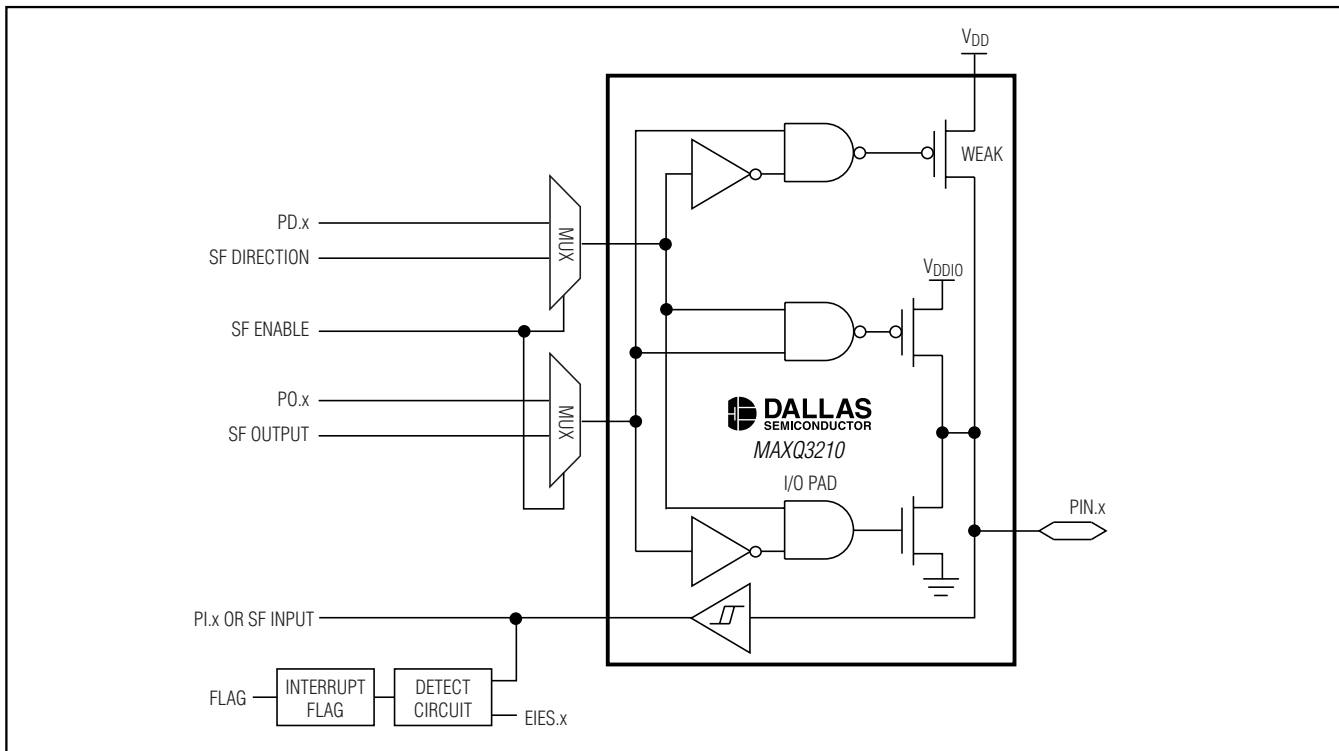 VDD
WEAK
PD.x
MUX
SF DIRECTION
VDDIO
SF ENABLE
PO.x
MUX
SF OUTPUT
DALLAS
SEMICONDUCTOR
MAXQ3210
I/O PAD
PIN.x
PI.x OR SF INPUT
FLAG
INTERRUPT
FLAG
DETECT
CIRCUIT
EIES.x